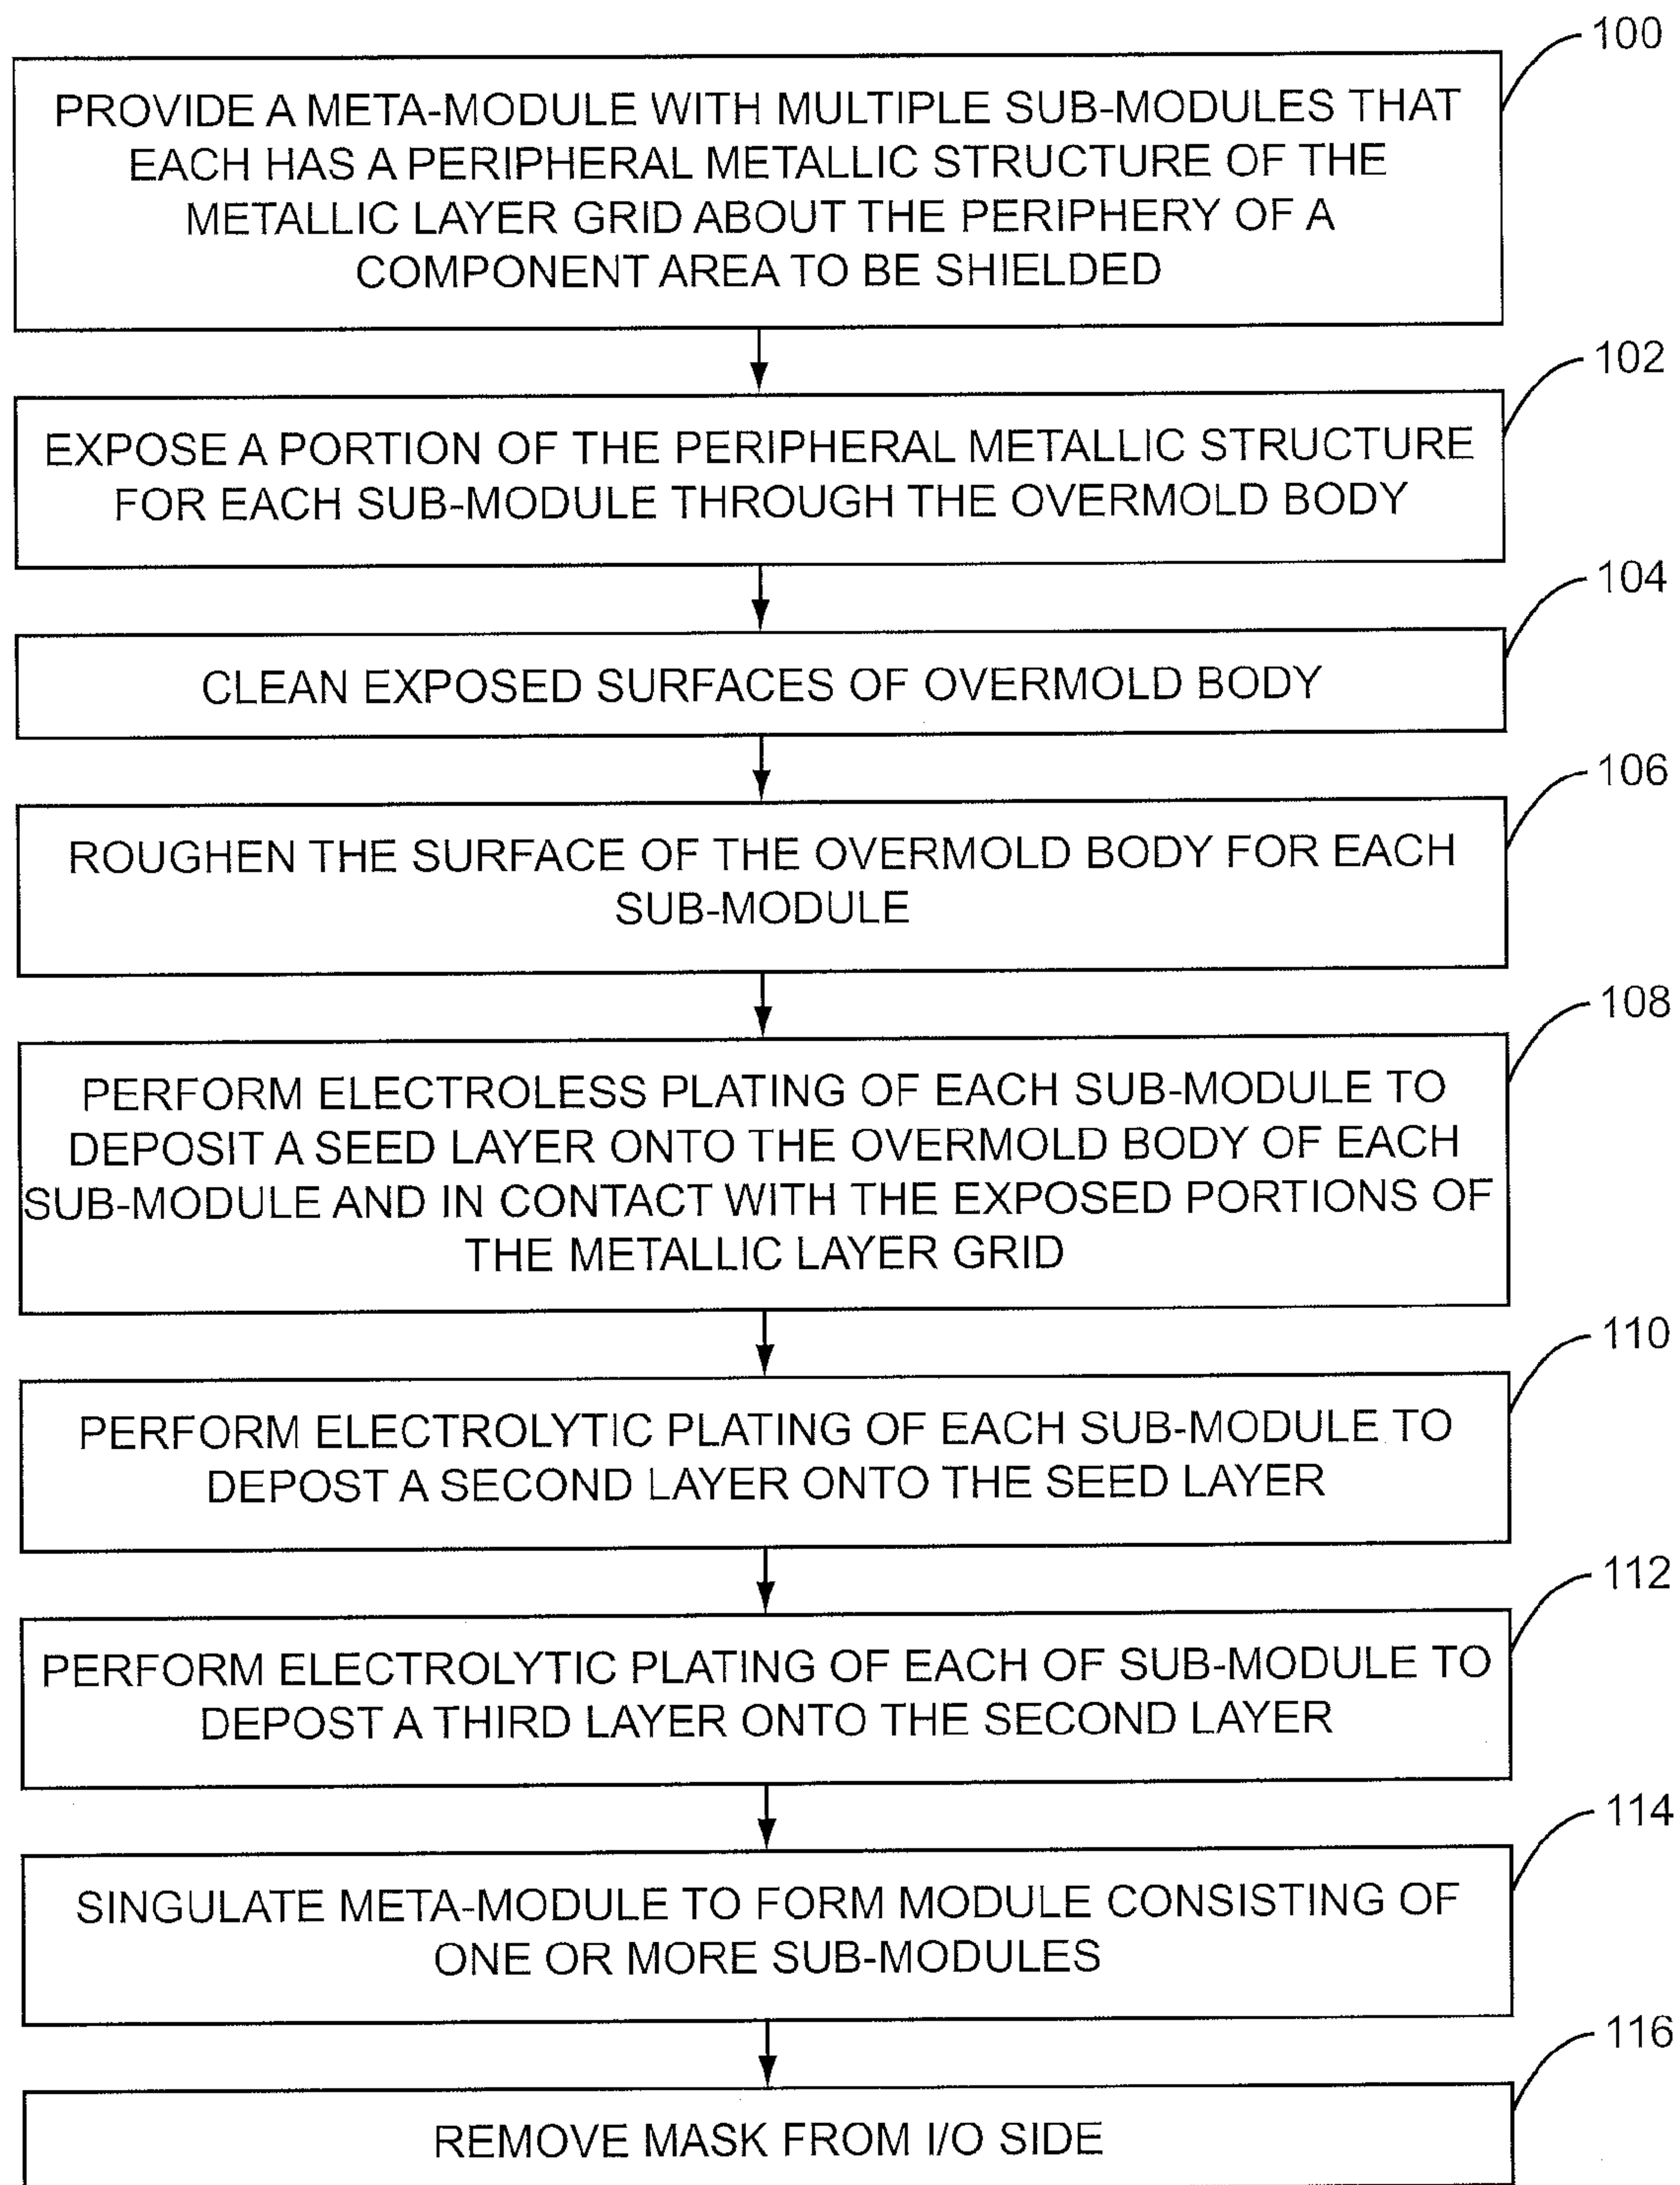 100
PROVIDE A META-MODULE WITH MULTIPLE SUB-MODULES THAT
EACH HAS A PERIPHERAL METALLIC STRUCTURE OF THE
METALLIC LAYER GRID ABOUT THE PERIPHERY OF A
COMPONENT AREA TO BE SHIELDED
102
EXPOSE A PORTION OF THE PERIPHERAL METALLIC STRUCTURE
FOR EACH SUB-MODULE THROUGH THE OVERMOLD BODY
104
CLEAN EXPOSED SURFACES OF OVERMOLD BODY
106
ROUGHEN THE SURFACE OF THE OVERMOLD BODY FOR EACH
SUB-MODULE
108
PERFORM ELECTROLESS PLATING OF EACH SUB-MODULE TO
DEPOSIT A SEED LAYER ONTO THE OVERMOLD BODY OF EACH
SUB-MODULE AND IN CONTACT WITH THE EXPOSED PORTIONS OF
THE METALLIC LAYER GRID
110
PERFORM ELECTROLYTIC PLATING OF EACH SUB-MODULE TO
DEPOST A SECOND LAYER ONTO THE SEED LAYER
112
PERFORM ELECTROLYTIC PLATING OF EACH OF SUB-MODULE TO
DEPOST A THIRD LAYER ONTO THE SECOND LAYER
114
SINGULATE META-MODULE TO FORM MODULE CONSISTING OF
ONE OR MORE SUB-MODULES
116
REMOVE MASK FROM I/O SIDE